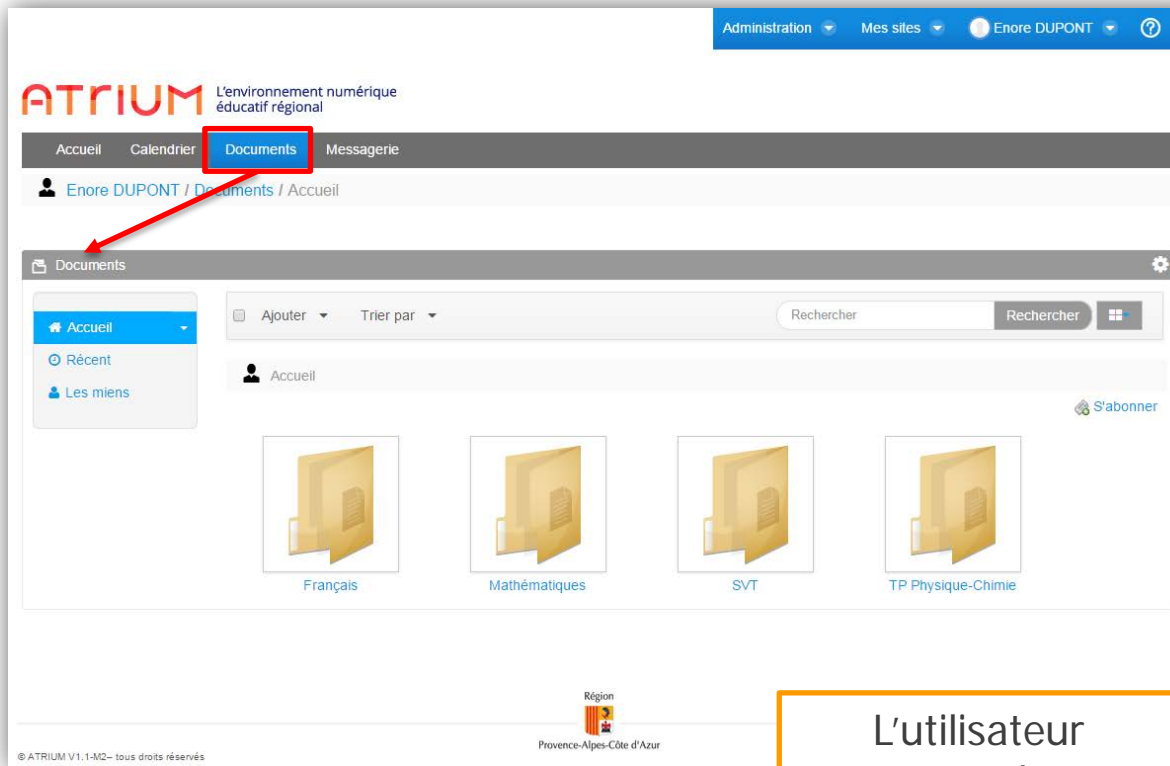 Administration Mes sites Enore DUPONT
ATRIUM L'environnement numérique
éducatif régional
Accueil Calendrier Documents Messagerie
Enore DUPONT / Documents / Accueil
Documents
Accueil
Récent
Les miens
Ajouter Trier par Rechercher Rechercher
Accueil
S'abonner
Français Mathématiques SVT TP Physique-Chimie
Région
Provence-Alpes-Côte d'Azur
© ATRIUM V1.1-M2– tous droits réservés
L'utilisateur